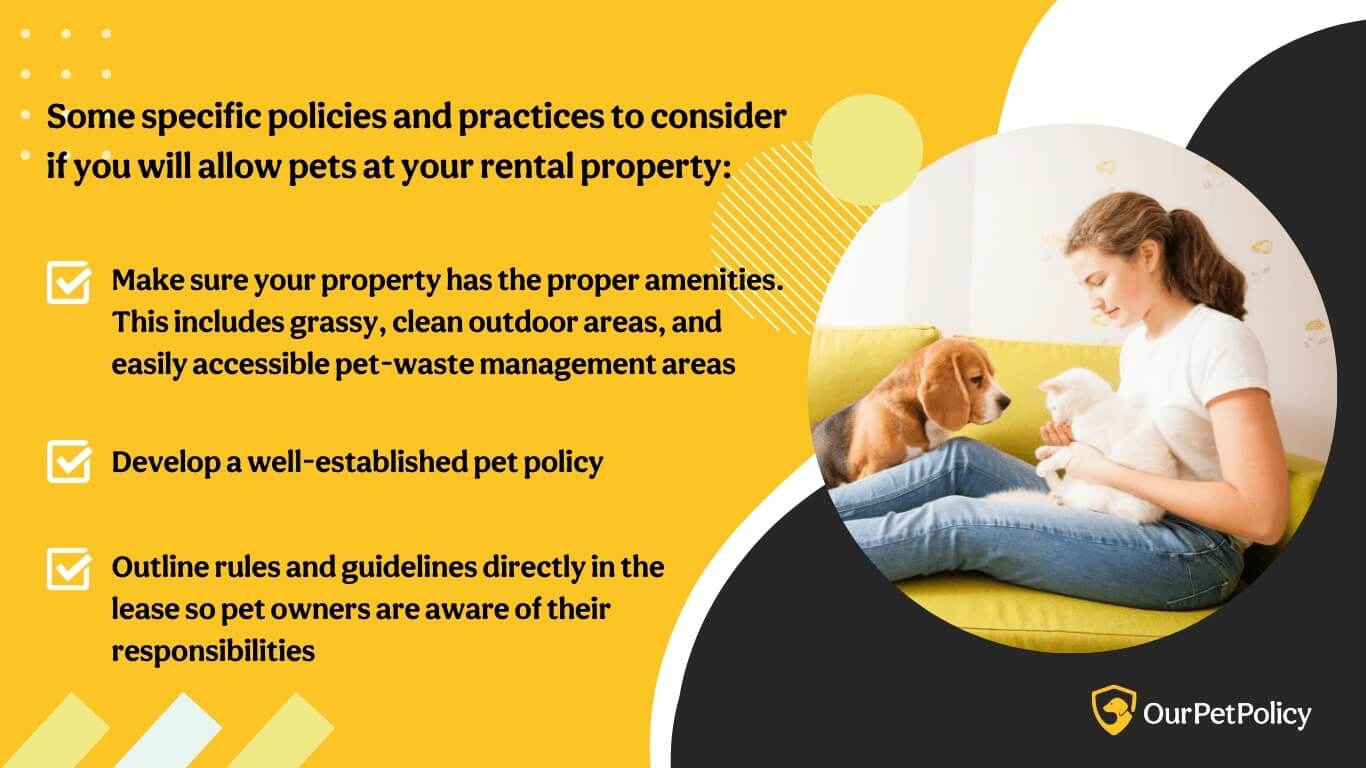 Some specific policies and practices to consider
if you will allow pets at your rental property:
Make sure your property has the proper amenities.
This includes grassy, clean outdoor areas, and
easily accessible pet-waste management areas
Develop a well-established pet policy
Outline rules and guidelines directly in the
lease so pet owners are aware of their
responsibilities
OurPetPolicy